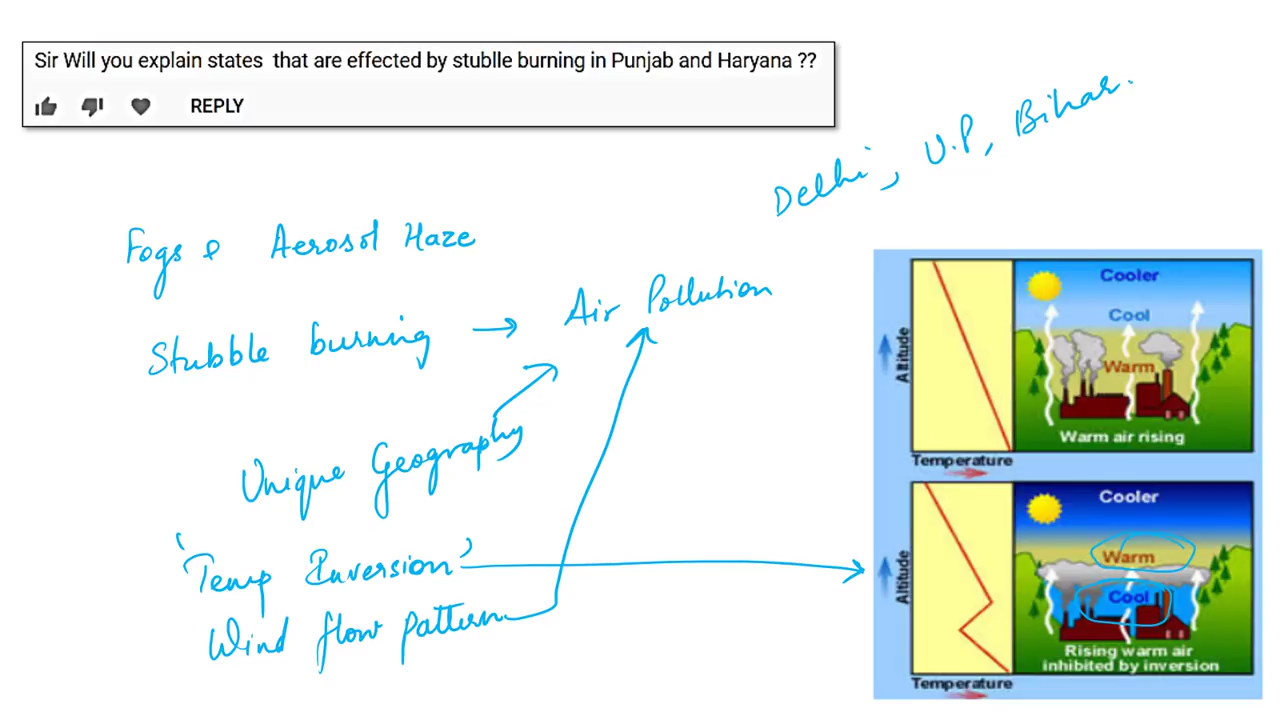 Sir Will you explain states that are effected by stublle burning in Punjab and Haryana ??
REPLY
Delhi, U.P, Bihar.
Fogs & Aerosol Haze
Stubble burning → Air Pollution
Unique Geography
'Temp Inversion'
Wind flow pattern
Altitude
Cooler
Cool
Warm
Warm air rising
Temperature
Altitude
Cooler
Warm
Cool
Rising warm air
inhibited by inversion
Temperature